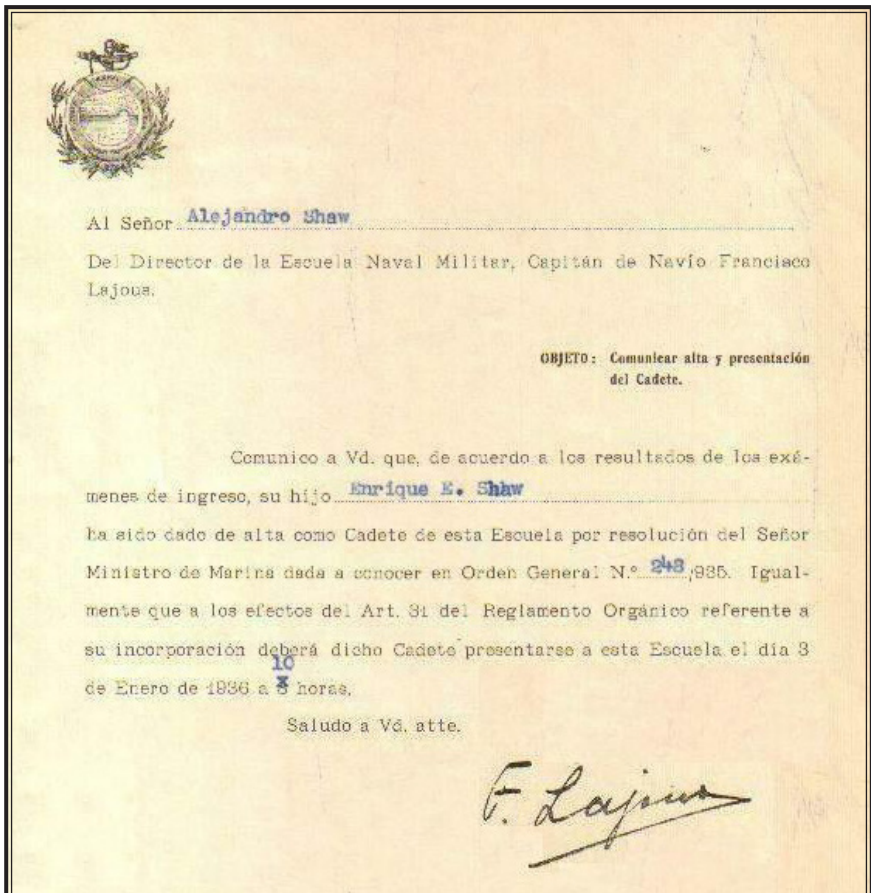 Al Señor Alejandro Shaw
Del Director de la Escuela Naval Militar, Capitán de Navío Francisco
Lajous.
OBJETO: Comunicar alta y presentación
del Cadete.
Comunico a Vd. que, de acuerdo a los resultados de los exá-
menes de ingreso, su hijo Enrique E. Shaw
ha sido dado de alta como Cadete de esta Escuela por resolución del Señor
Ministro de Marina dada a conocer en Orden General N.º 248/935. Igual-
mente que a los efectos del Art. 31 del Reglamento Orgánico referente a
su incorporación deberá dicho Cadete presentarse a esta Escuela el día 3
10
de Enero de 1936 a 8 horas.
Saludo a Vd. atte.
F. Lajous